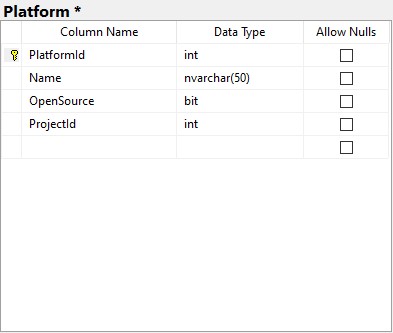 Platform *
Column Name Data Type Allow Nulls
PlatformId int
Name nvarchar(50)
OpenSource bit
ProjectId int